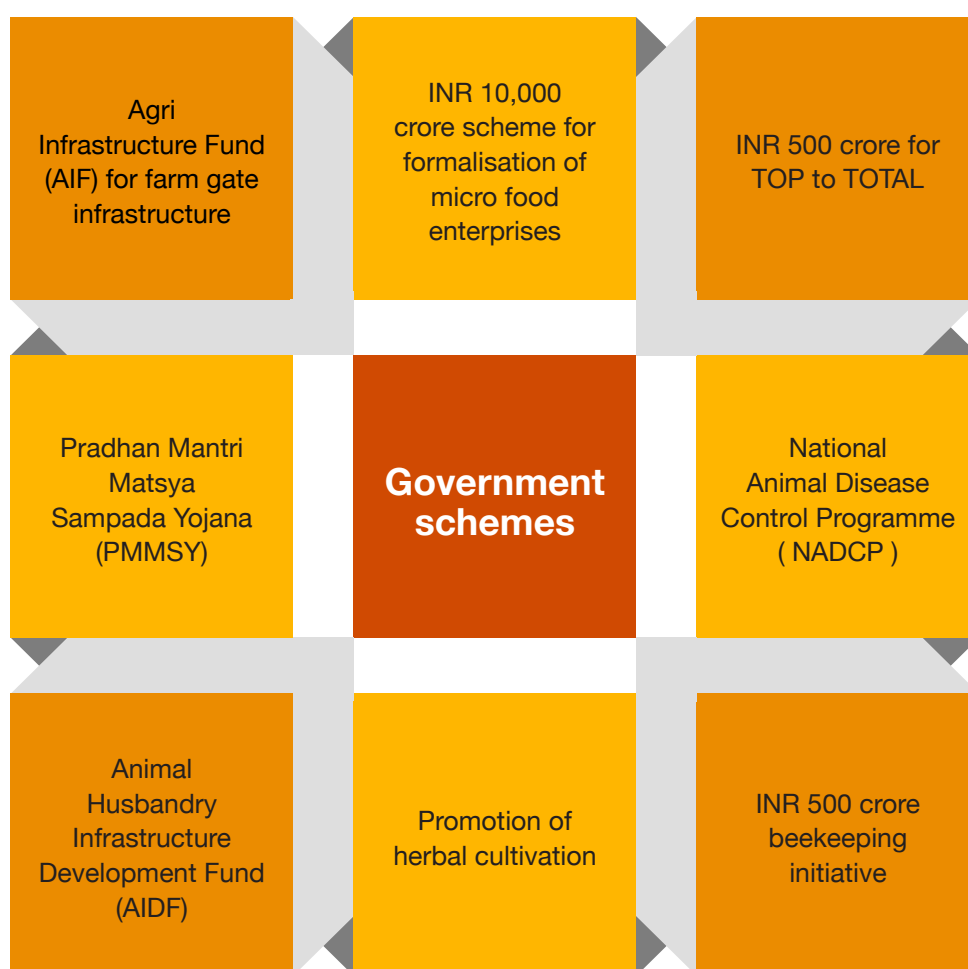 Agri
Infrastructure Fund
(AIF) for farm gate
infrastructure
INR 10,000
crore scheme for
formalisation of
micro food
enterprises
INR 500 crore for
TOP to TOTAL
Pradhan Mantri
Matsya
Sampada Yojana
(PMMSY)
Government
schemes
National
Animal Disease
Control Programme
( NADCP )
Animal
Husbandry
Infrastructure
Development Fund
(AIDF)
Promotion of
herbal cultivation
INR 500 crore
beekeeping
initiative